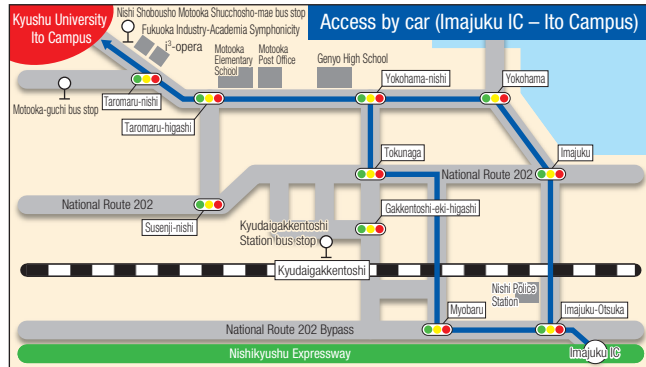 Kyushu University
Ito Campus
Nishi Shobousho Motooka Shucchosho-mae bus stop
Access by car (Imajuku IC – Ito Campus)
Fukuoka Industry-Academia Symphonicity
i³-opera
Motooka
Elementary
School
Motooka
Post Office
Genyo High School
Taromaru-nishi
Motooka-guchi bus stop
Taromaru-higashi
Yokohama-nishi
Yokohama
Tokunaga
Imajuku
National Route 202
National Route 202
Susenji-nishi
Gakkentoshi-eki-higashi
Kyudaigakkentoshi
Station bus stop
Kyudaigakkentoshi
Nishi Police
Station
Myobaru
Imajuku-Otsuka
National Route 202 Bypass
Nishikyushu Expressway
Imajuku IC